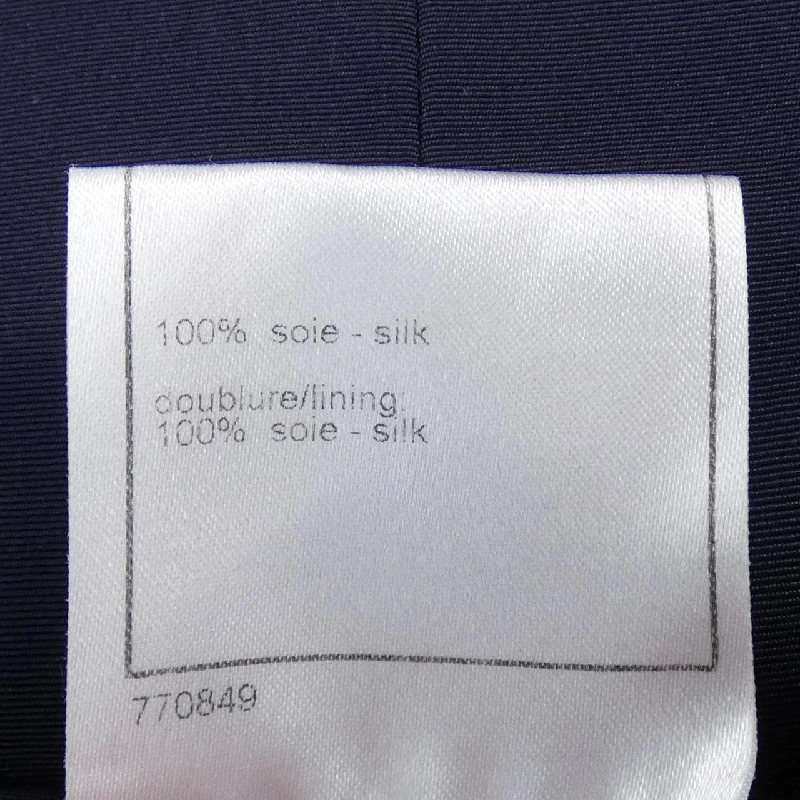 100% soie - silk
doublure/lining
100% soie - silk
770849